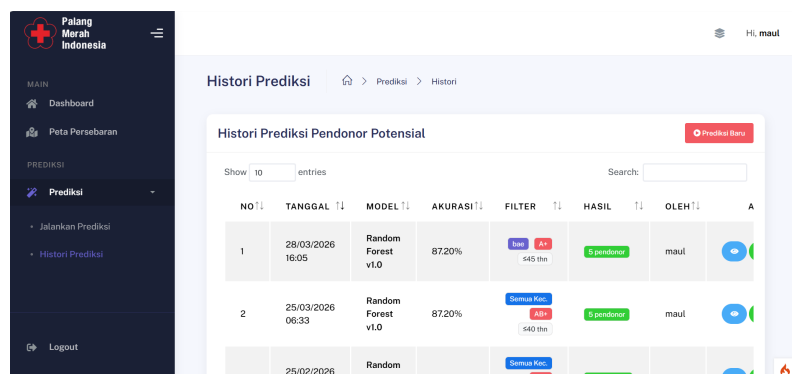 Palang
Merah
Indonesia
Hi, maul
MAIN
Dashboard
Peta Persebaran
PREDIKSI
Prediksi
Jalankan Prediksi
Histori Prediksi
Logout
Histori Prediksi
Prediksi
Histori
Histori Prediksi Pendonor Potensial
Prediksi Baru
Show 10 entries
Search:
NO TANGGAL MODEL AKURASI FILTER HASIL OLEH A
1 28/03/2026 16:05 Random Forest v1.0 87.20% bae A+ ≤45 thn 5 pendonor maul
2 25/03/2026 06:33 Random Forest v1.0 87.20% Semua Kec. AB+ ≤40 thn 5 pendonor maul
25/02/2026 Random Semua Kec.